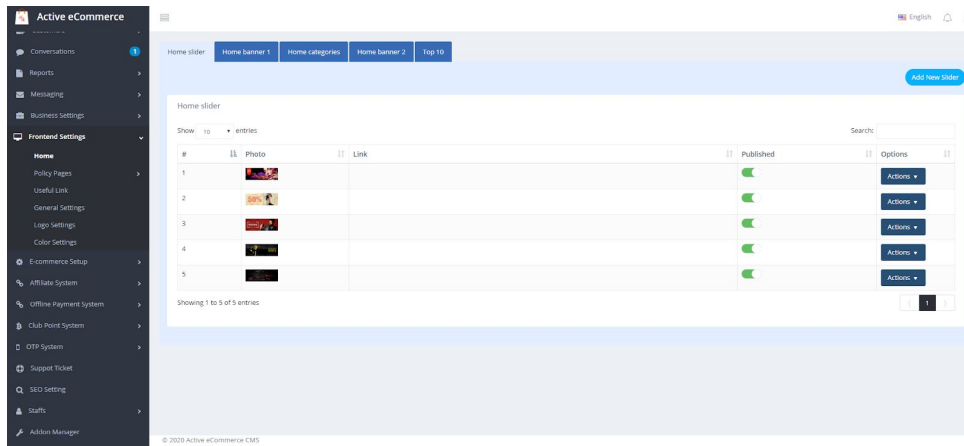 Active eCommerce
English
Conversations 1
Reports
Messaging
Business Settings
Frontend Settings
Home
Policy Pages
Useful Link
General Settings
Logo Settings
Color Settings
E-commerce Setup
Affiliate System
Offline Payment System
Club Point System
OTP System
Suppot Ticket
SEO Setting
Staffs
Addon Manager
Home slider Home banner 1 Home categories Home banner 2 Top 10
Add New Slider
Home slider
Show 10 entries Search:
# Photo Link Published Options
1 Actions
2 50% Actions
3 Actions
4 Actions
5 Actions
Showing 1 to 5 of 5 entries 1
© 2020 Active eCommerce CMS